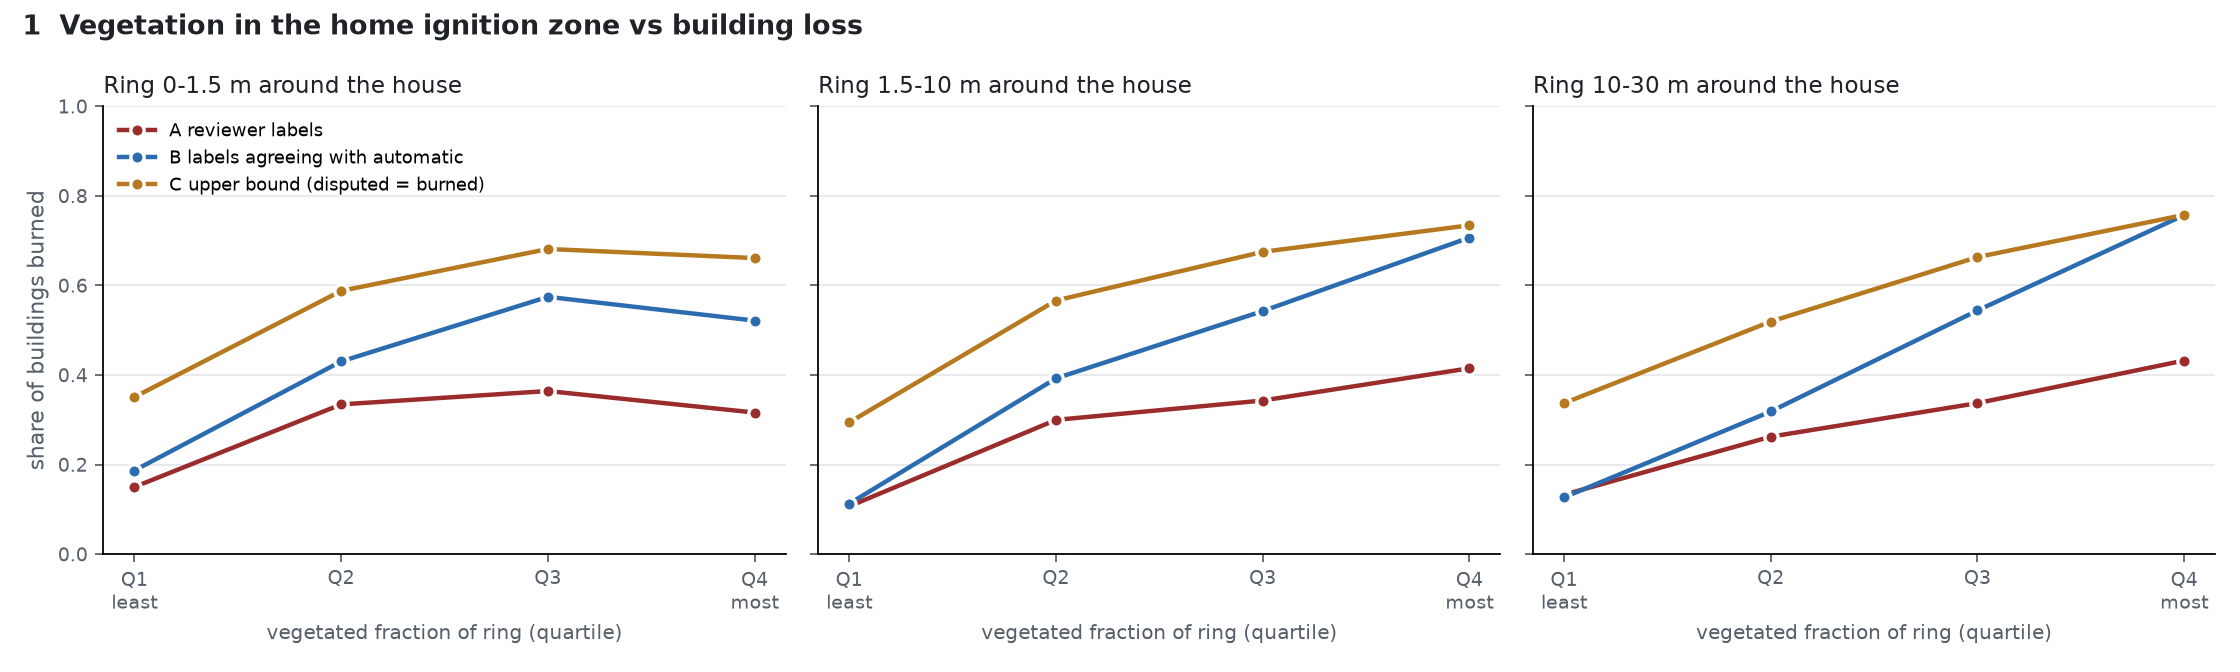 1  Vegetation in the home ignition zone vs building loss
Ring 0-1.5 m around the house
A reviewer labels
B labels agreeing with automatic
C upper bound (disputed = burned)
share of buildings burned
1.0
0.8
0.6
0.4
0.2
0.0
Q1
least
Q2
Q3
Q4
most
vegetated fraction of ring (quartile)
Ring 1.5-10 m around the house
Q1
least
Q2
Q3
Q4
most
vegetated fraction of ring (quartile)
Ring 10-30 m around the house
Q1
least
Q2
Q3
Q4
most
vegetated fraction of ring (quartile)